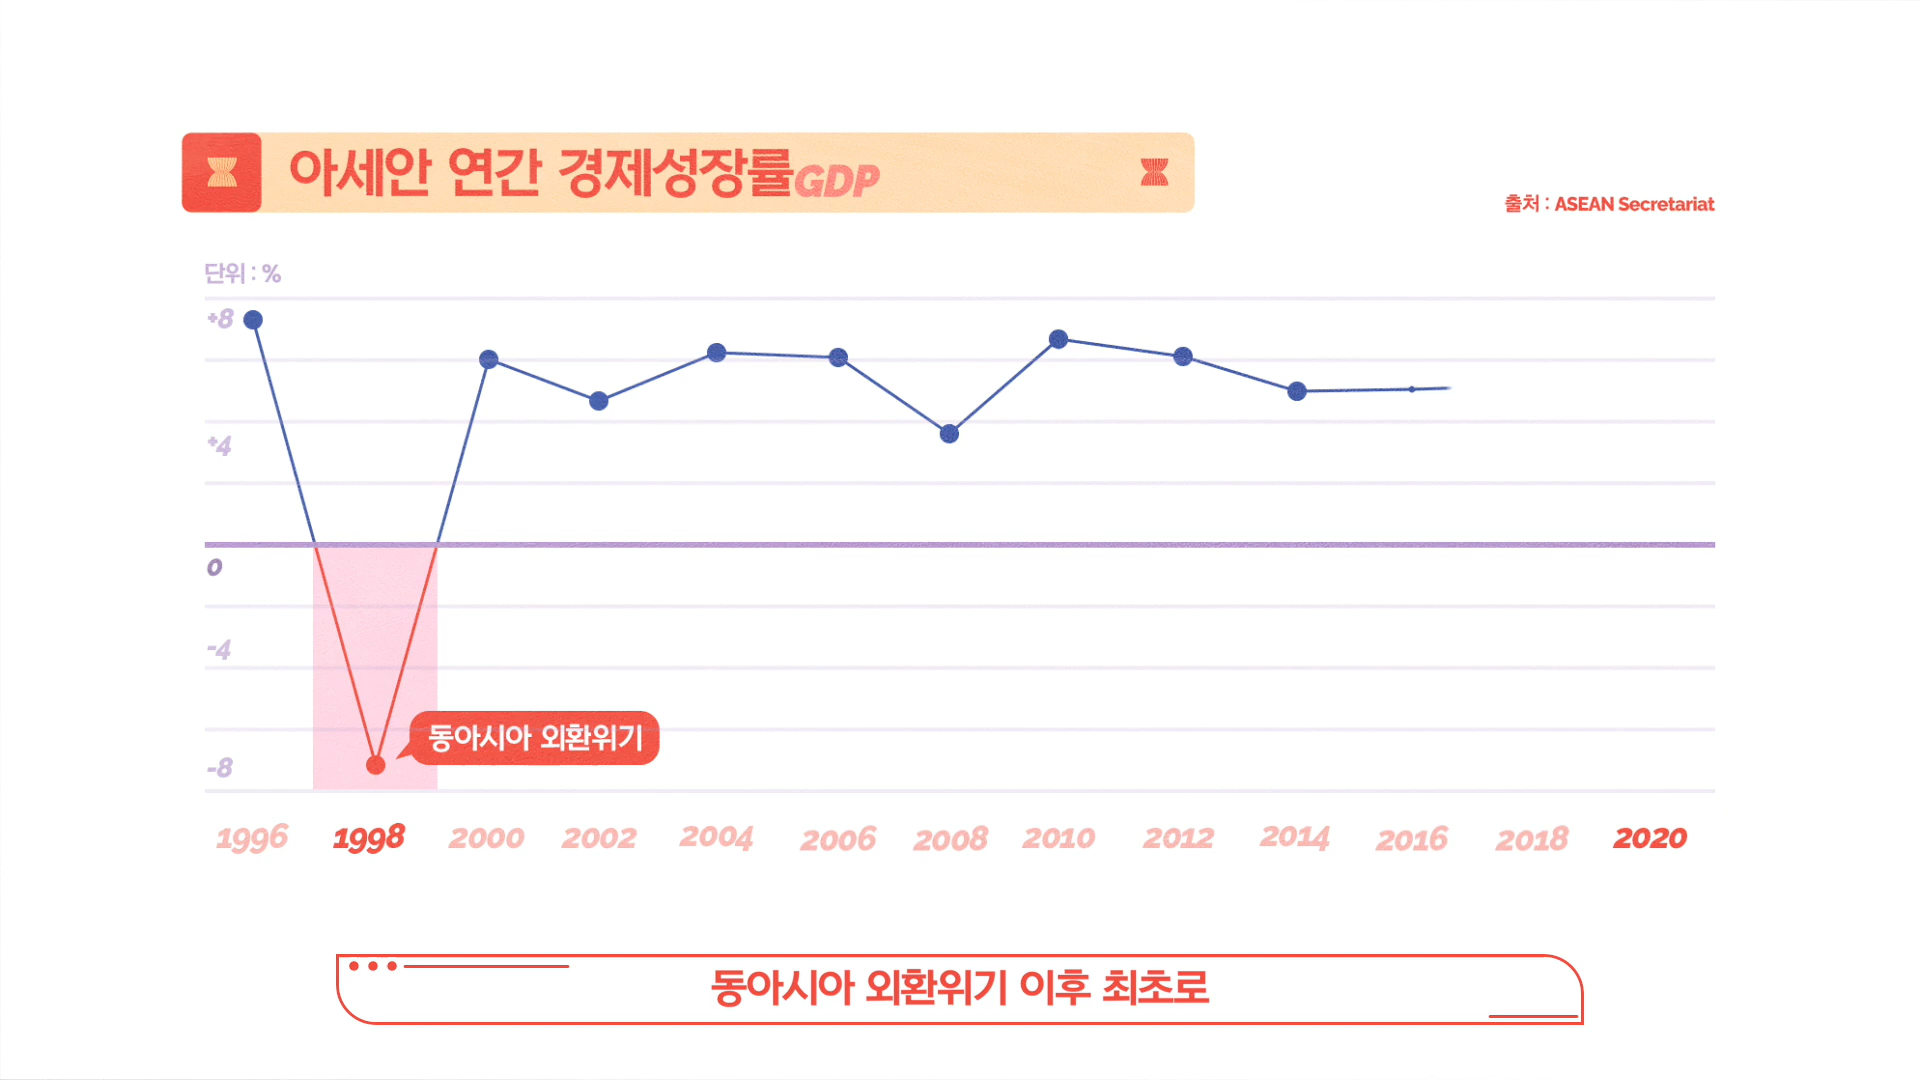 아세안 연간 경제성장률GDP
출처 : ASEAN Secretariat
단위 : %
+8
+4
0
-4
-8
동아시아 외환위기
1996 1998 2000 2002 2004 2006 2008 2010 2012 2014 2016 2018 2020
동아시아 외환위기 이후 최초로